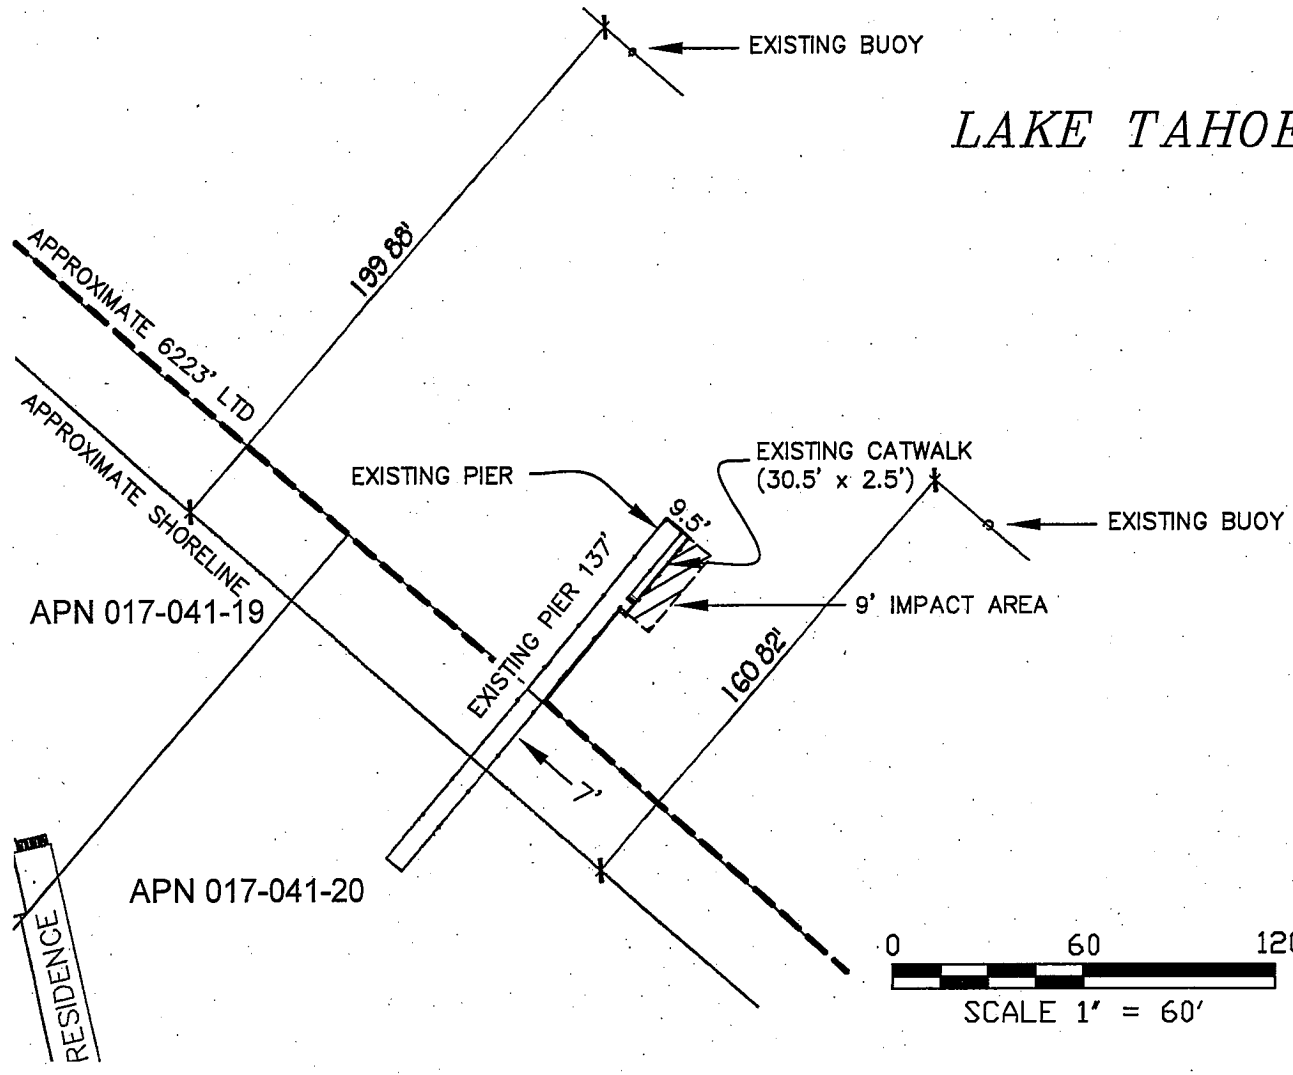 EXISTING BUOY
LAKE TAHOE
199 88'
APPROXIMATE 6223' LTD
APPROXIMATE SHORELINE
EXISTING PIER
EXISTING CATWALK
(30.5' x 2.5')
9.5'
EXISTING BUOY
EXISTING PIER 137'
9' IMPACT AREA
APN 017-041-19
160 82'
7'
APN 017-041-20
RESIDENCE
0 60 120
SCALE 1" = 60'